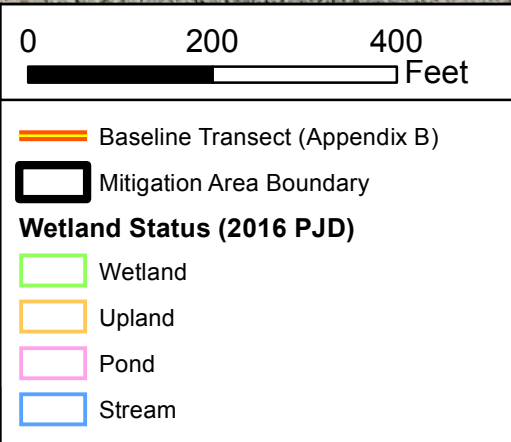 0 200 400
Feet
Baseline Transect (Appendix B)
Mitigation Area Boundary
Wetland Status (2016 PJD)
Wetland
Upland
Pond
Stream